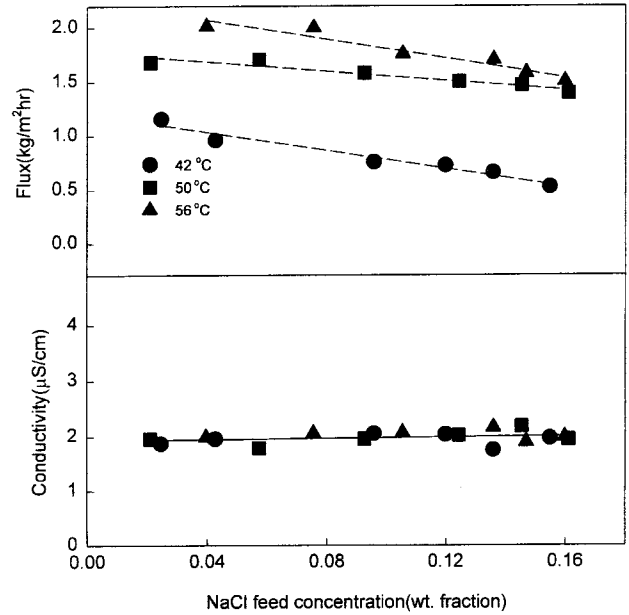 Flux(kg/m²hr)
2.0
1.5
1.0
0.5
0.0
42 °C
50 °C
56 °C
Conductivity(µS/cm)
4
3
2
1
0
0.00 0.04 0.08 0.12 0.16
NaCl feed concentration(wt. fraction)